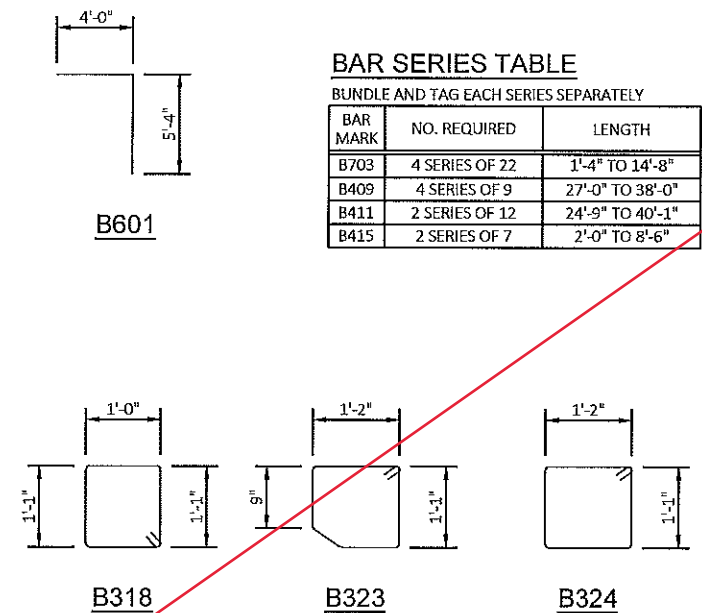 4'-0"
5'-4"
B601
BAR SERIES TABLE
BUNDLE AND TAG EACH SERIES SEPARATELY
BAR MARK NO. REQUIRED LENGTH
B703 4 SERIES OF 22 1'-4" TO 14'-8"
B409 4 SERIES OF 9 27'-0" TO 38'-0"
B411 2 SERIES OF 12 24'-9" TO 40'-1"
B415 2 SERIES OF 7 2'-0" TO 8'-6"
1'-0" 1'-2" 1'-2"
1'-1" 1'-1" 9" 1'-1" 1'-1"
B318 B323 B324